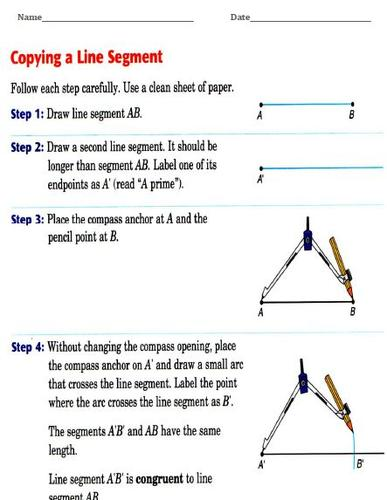 Name Date
Copying a Line Segment
Follow each step carefully. Use a clean sheet of paper.
Step 1: Draw line segment AB.
A B
Step 2: Draw a second line segment. It should be
longer than segment AB. Label one of its
endpoints as A' (read "A prime").
A'
Step 3: Place the compass anchor at A and the
pencil point at B.
A B
Step 4: Without changing the compass opening, place
the compass anchor on A' and draw a small arc
that crosses the line segment. Label the point
where the arc crosses the line segment as B'.
The segments A'B' and AB have the same
length.
A' B'
Line segment A'B' is congruent to line
segment AB.